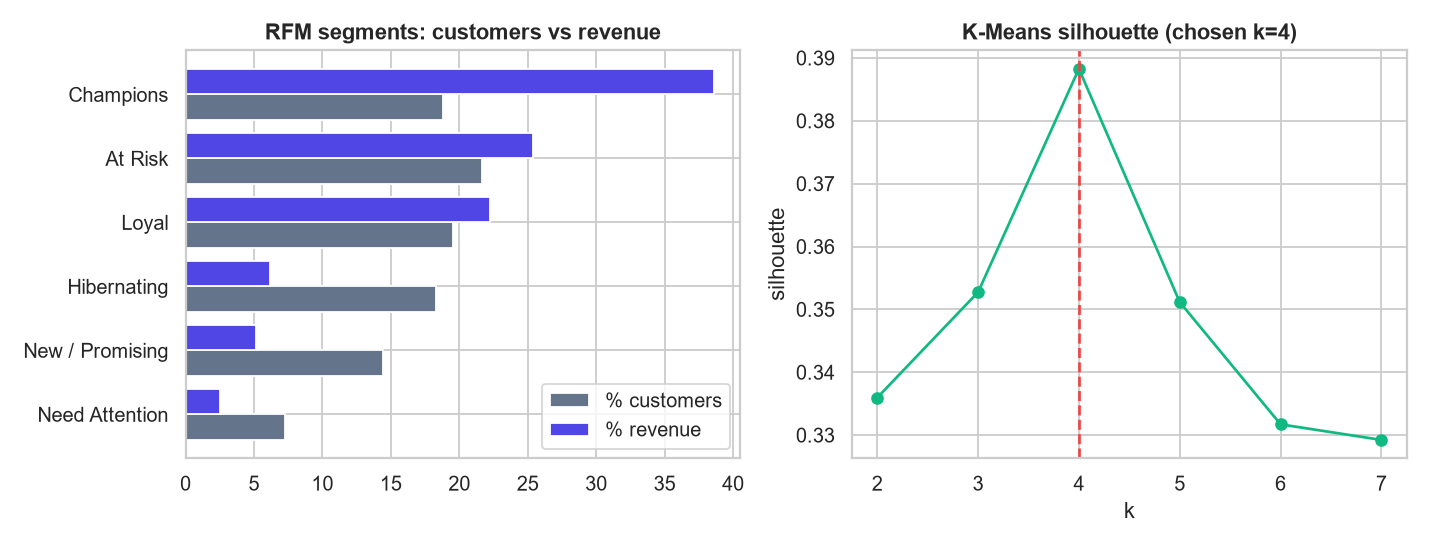 RFM segments: customers vs revenue
Champions
At Risk
Loyal
Hibernating
New / Promising
Need Attention
% customers
% revenue
0 5 10 15 20 25 30 35 40
K-Means silhouette (chosen k=4)
silhouette
0.39
0.38
0.37
0.36
0.35
0.34
0.33
2 3 4 5 6 7
k